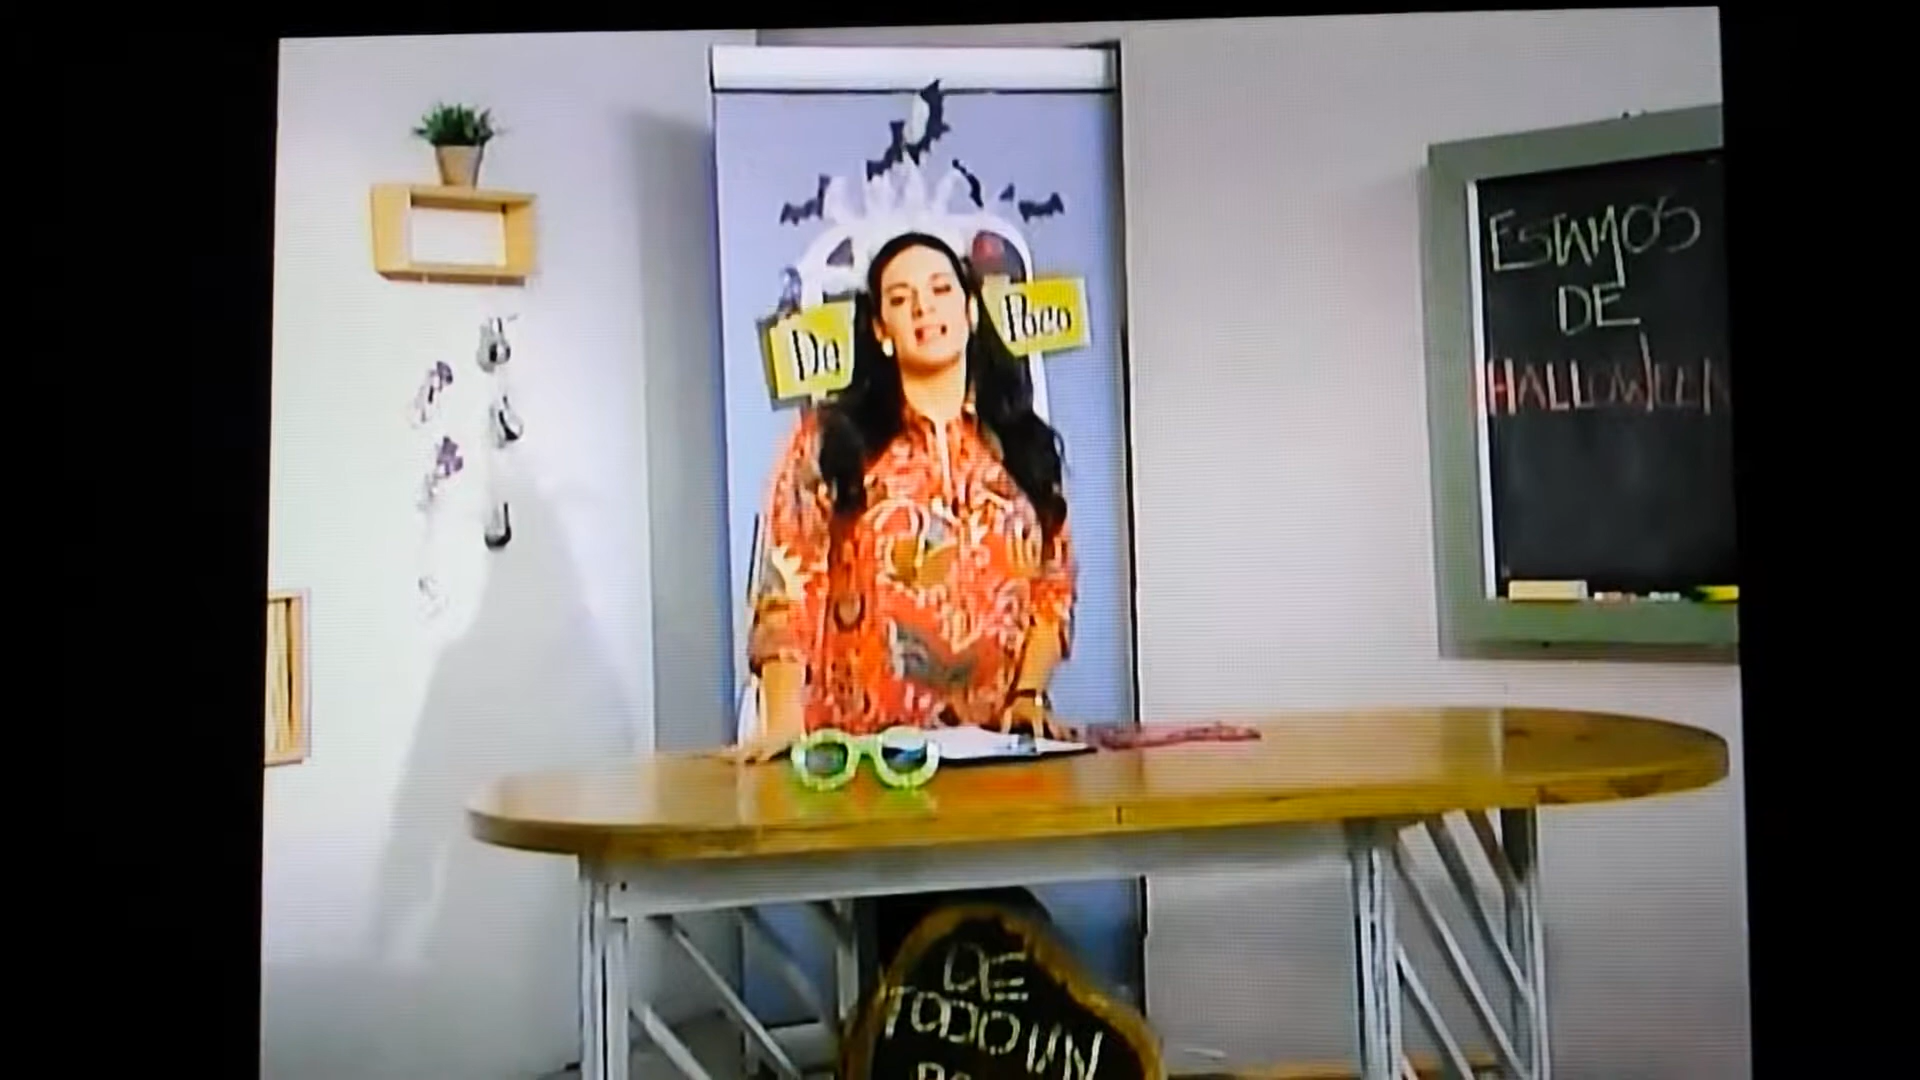 De
Poco
ESTAMOS
DE
HALLOWEEN
DE
TODO UN